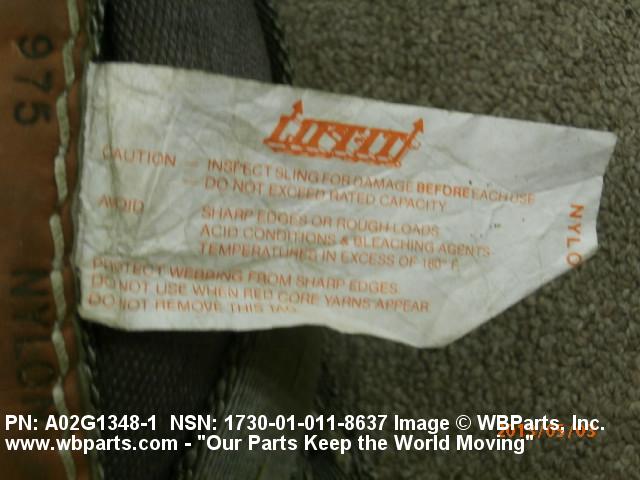 975
NYLON
LIFT-IT
CAUTION — INSPECT SLING FOR DAMAGE BEFORE EACH USE
— DO NOT EXCEED RATED CAPACITY
AVOID SHARP EDGES OR ROUGH LOADS
ACID CONDITIONS & BLEACHING AGENTS
TEMPERATURES IN EXCESS OF 180° F
PROTECT WEBBING FROM SHARP EDGES
DO NOT USE WHEN RED CORE YARNS APPEAR
DO NOT REMOVE THIS TAG
NYLO
PN: A02G1348-1 NSN: 1730-01-011-8637 Image © WBParts, Inc.
www.wbparts.com - "Our Parts Keep the World Moving"